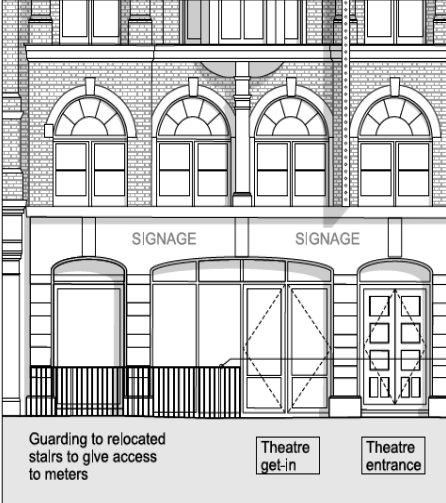 SIGNAGE SIGNAGE
Guarding to relocated
stairs to give access
to meters
Theatre
get-in
Theatre
entrance